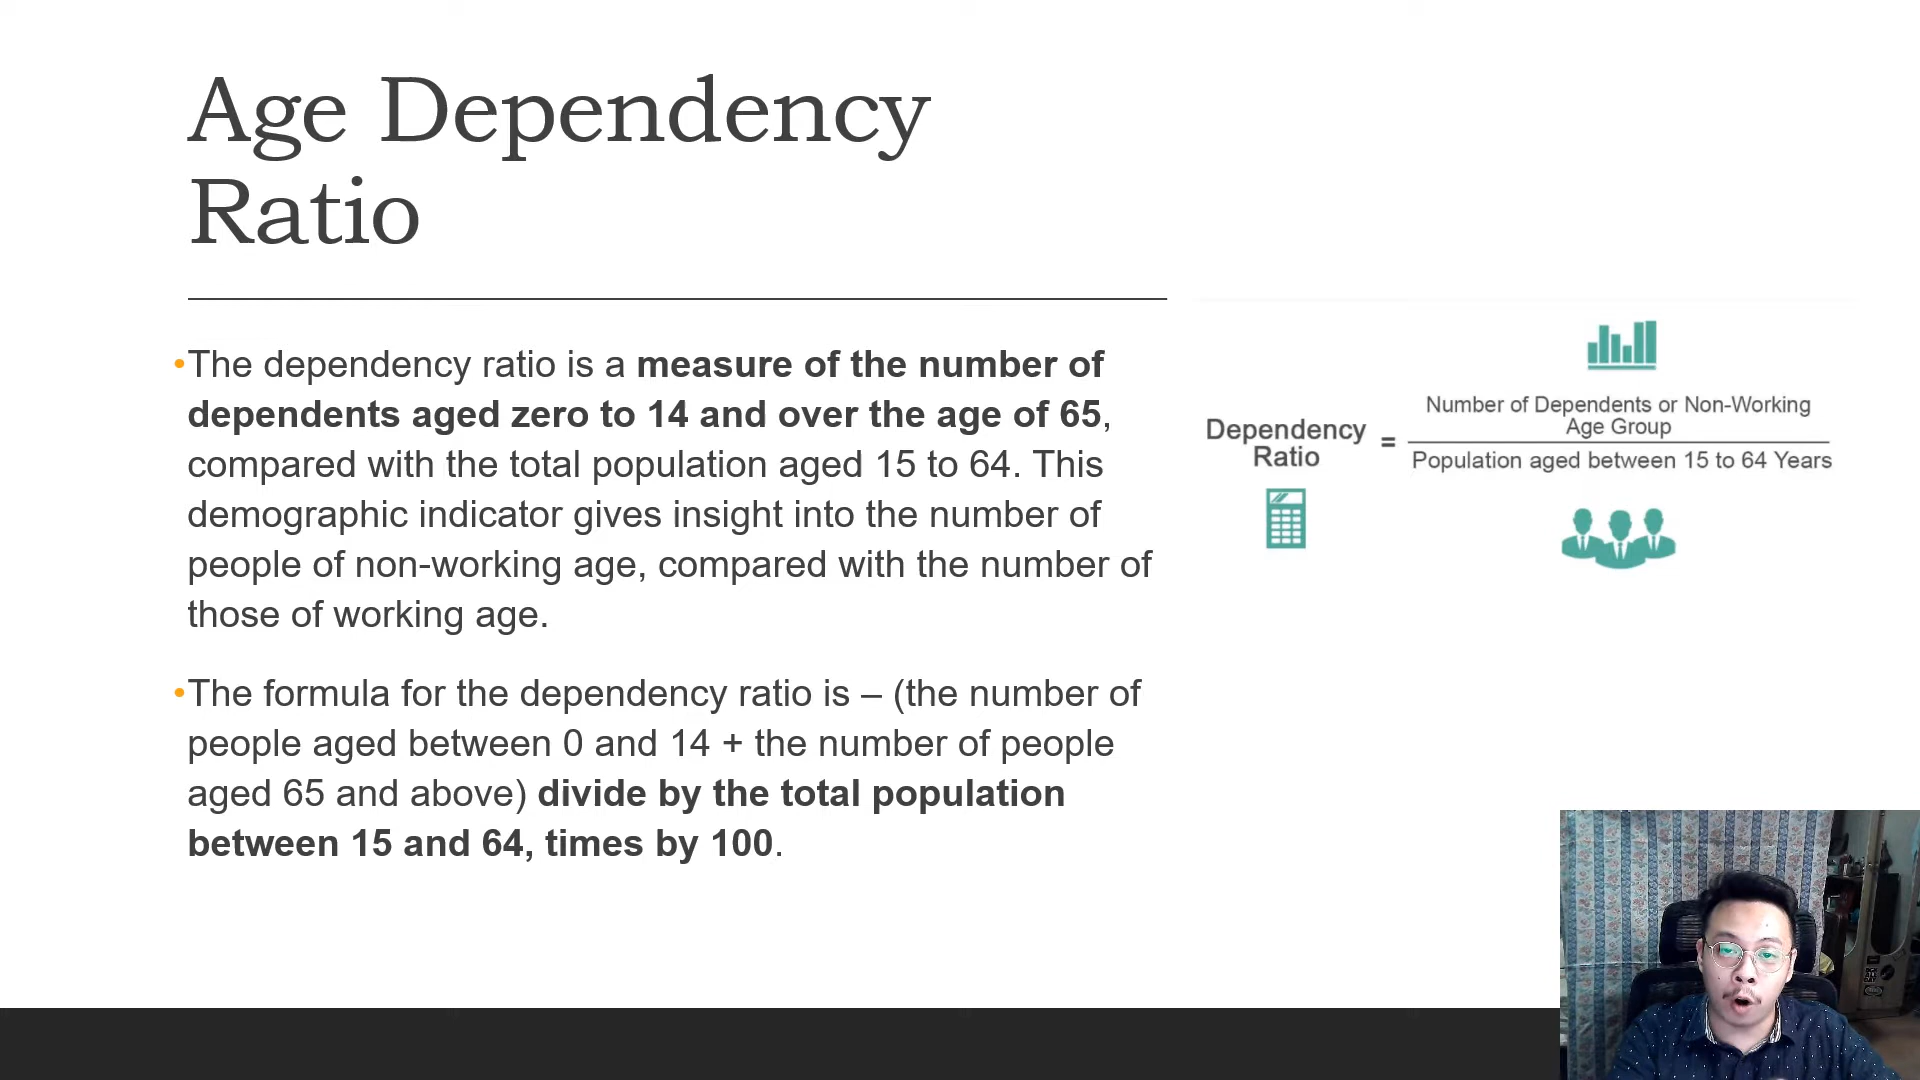 Age Dependency
Ratio
•The dependency ratio is a measure of the number of
dependents aged zero to 14 and over the age of 65,
compared with the total population aged 15 to 64. This
demographic indicator gives insight into the number of
people of non-working age, compared with the number of
those of working age.
•The formula for the dependency ratio is – (the number of
people aged between 0 and 14 + the number of people
aged 65 and above) divide by the total population
between 15 and 64, times by 100.
Dependency
Ratio
=
Number of Dependents or Non-Working
Age Group
Population aged between 15 to 64 Years